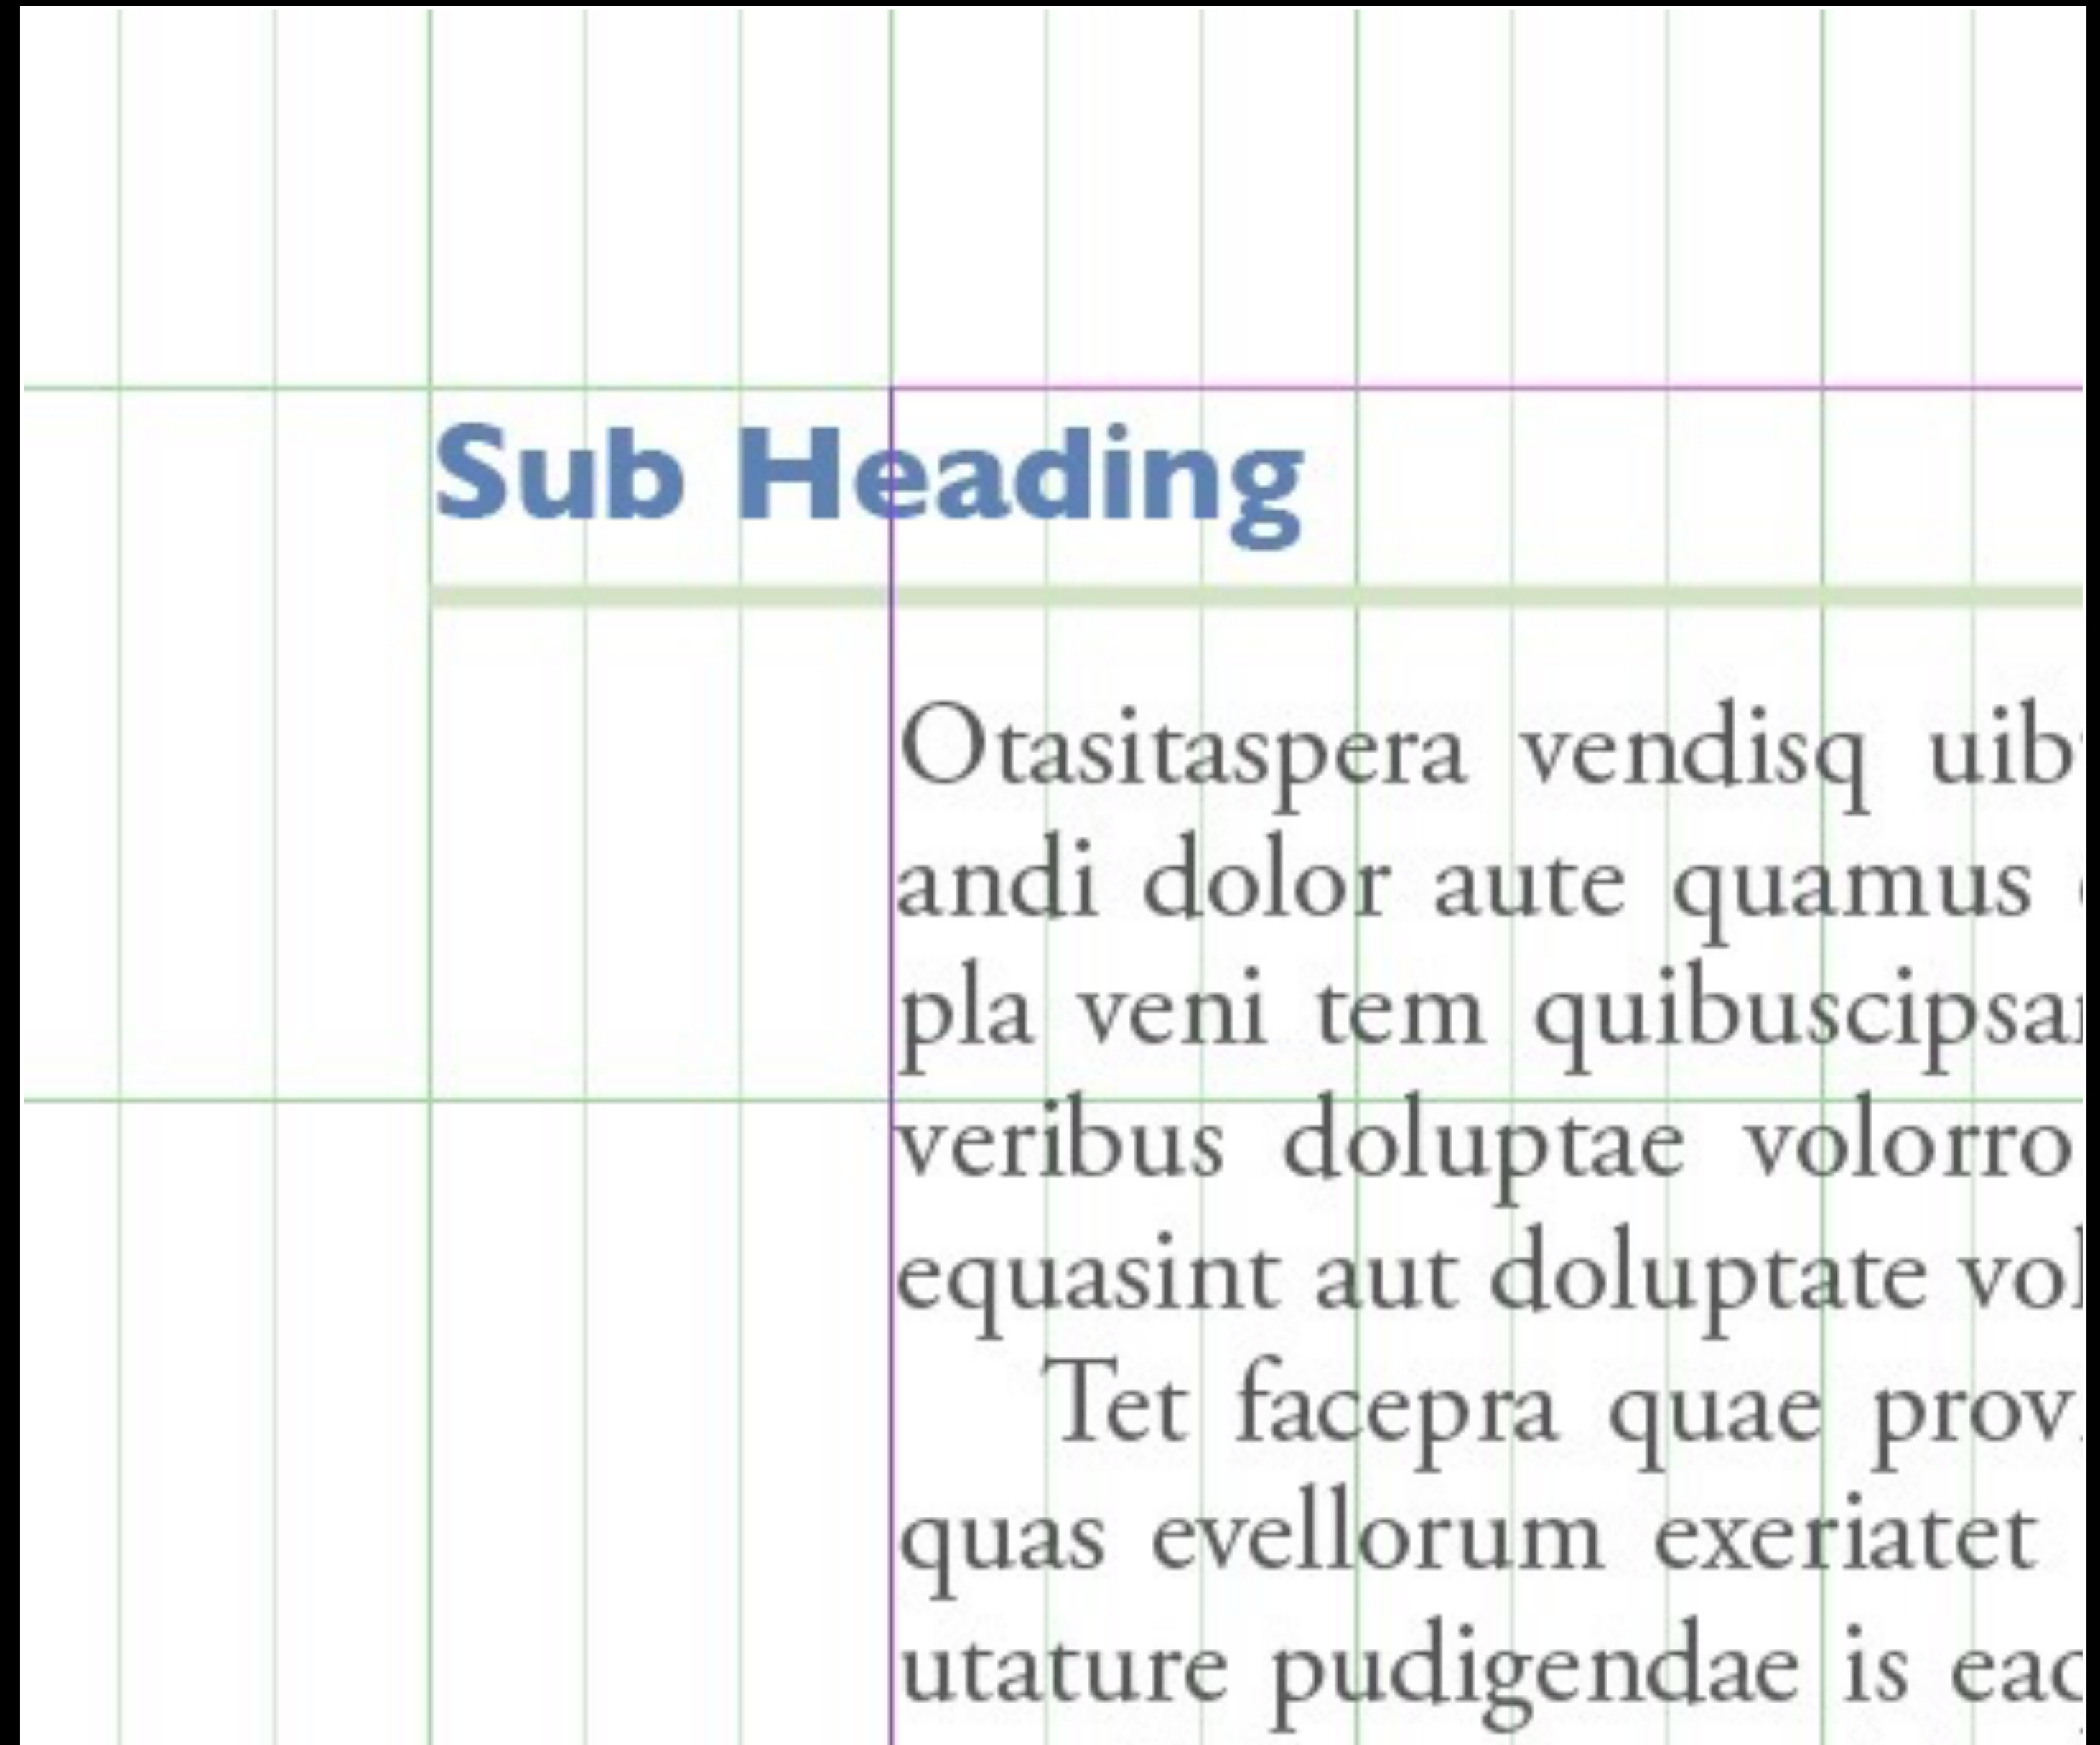 Sub Heading
Otasitaspera vendisq
andi dolor aute quamus
pla veni tem
veribus doluptae volorro
equasint aut doluptate
Tet facepra quae
quas evellorum exeriatet
utature pudigendae is